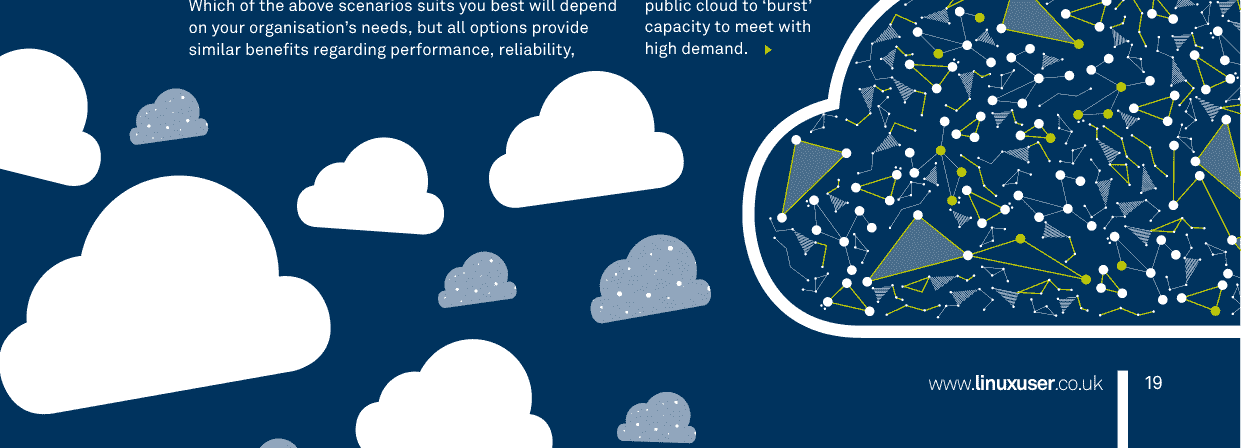 Which of the above scenarios suits you best will depend
on your organisation's needs, but all options provide
similar benefits regarding performance, reliability,
public cloud to 'burst'
capacity to meet with
high demand.
www.linuxuser.co.uk
19